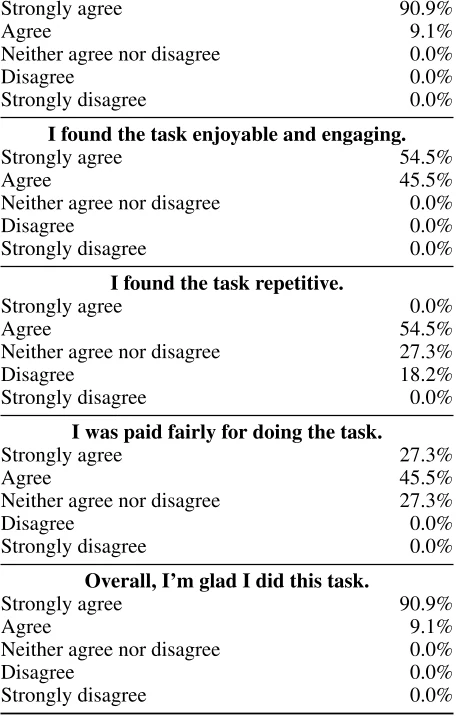 Strongly agree 90.9%
Agree 9.1%
Neither agree nor disagree 0.0%
Disagree 0.0%
Strongly disagree 0.0%
I found the task enjoyable and engaging.
Strongly agree 54.5%
Agree 45.5%
Neither agree nor disagree 0.0%
Disagree 0.0%
Strongly disagree 0.0%
I found the task repetitive.
Strongly agree 0.0%
Agree 54.5%
Neither agree nor disagree 27.3%
Disagree 18.2%
Strongly disagree 0.0%
I was paid fairly for doing the task.
Strongly agree 27.3%
Agree 45.5%
Neither agree nor disagree 27.3%
Disagree 0.0%
Strongly disagree 0.0%
Overall, I'm glad I did this task.
Strongly agree 90.9%
Agree 9.1%
Neither agree nor disagree 0.0%
Disagree 0.0%
Strongly disagree 0.0%